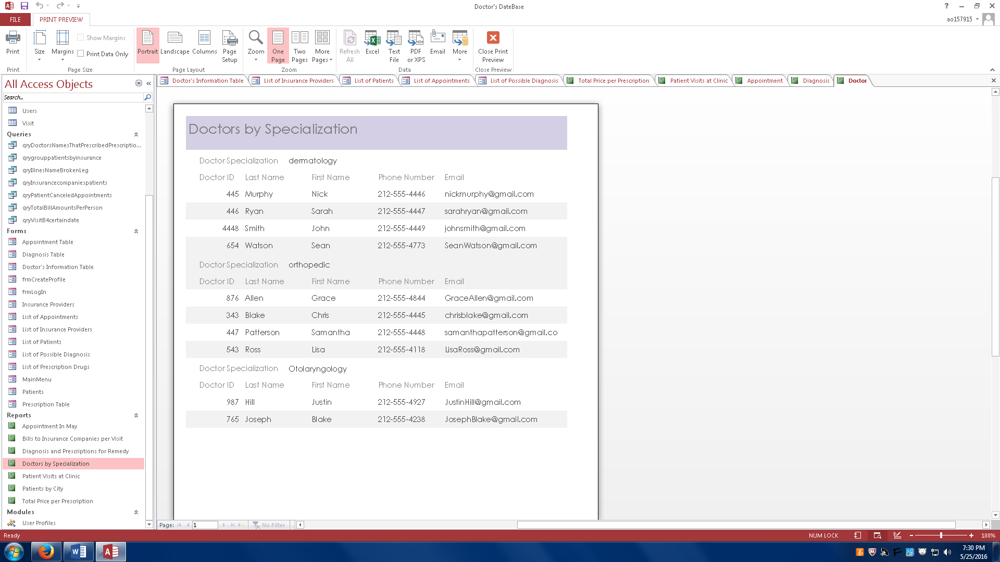 Doctor's DateBase
?
FILE
PRINT PREVIEW
ao157915
Print
Size
Margins
Show Margins
Print Data Only
Portrait
Landscape
Columns
Page Setup
Zoom
One Page
Two Pages
More Pages
Refresh All
Excel
Text File
PDF or XPS
Email
More
Close Print Preview
Print
Page Size
Page Layout
Zoom
Data
Close Preview
All Access Objects
Search...
Users
Visit
Queries
qryDoctorsNamesThatPrescribedPrescriptio...
qrygrouppatientsbyinsurance
qryIllnesNameBrokenLeg
qryInsurancecompaniespatients
qryPatientCanceledAppointments
qryTotalBillAmountsPerPerson
qryVisitB4certaindate
Forms
Appointment Table
Diagnosis Table
Doctor's Information Table
frmCreateProfile
frmLogIn
Insurance Providers
List of Appointments
List of Insurance Providers
List of Patients
List of Possible Diagnosis
List of Prescription Drugs
MainMenu
Patients
Prescription Table
Reports
Appointment In May
Bills to Insurance Companies per Visit
Diagnosis and Prescriptions for Remedy
Doctors by Specialization
Patient Visits at Clinic
Patients by City
Total Price per Prescription
Modules
User Profiles
Doctor's Information Table
List of Insurance Providers
List of Patients
List of Appointments
List of Possible Diagnosis
Total Price per Prescription
Patient Visits at Clinic
Appointment
Diagnosis
Doctor
Doctors by Specialization
Doctor Specialization dermatology
Doctor ID Last Name First Name Phone Number Email
445 Murphy Nick 212-555-4446 nickmurphy@gmail.com
446 Ryan Sarah 212-555-4447 sarahryan@gmail.com
4448 Smith John 212-555-4449 johnsmith@gmail.com
654 Watson Sean 212-555-4773 SeanWatson@gmail.com
Doctor Specialization orthopedic
Doctor ID Last Name First Name Phone Number Email
876 Allen Grace 212-555-4844 GraceAllen@gmail.com
343 Blake Chris 212-555-4445 chrisblake@gmail.com
447 Patterson Samantha 212-555-4448 samanthapatterson@gmail.co
543 Ross Lisa 212-555-4118 LisaRoss@gmail.com
Doctor Specialization Otolaryngology
Doctor ID Last Name First Name Phone Number Email
987 Hill Justin 212-555-4927 JustinHill@gmail.com
765 Joseph Blake 212-555-4238 JosephBlake@gmail.com
Page: 1 No Filter
Ready
NUM LOCK
100%
7:30 PM
5/25/2016